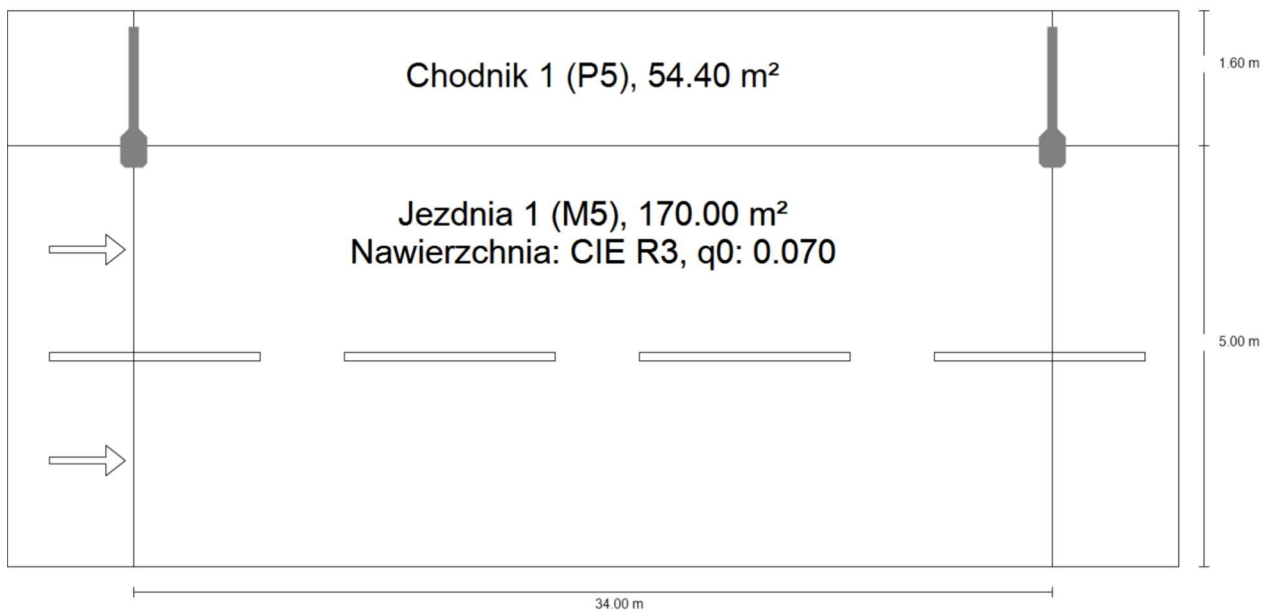 Chodnik 1 (P5), 54.40 m²
1.60 m
Jezdnia 1 (M5), 170.00 m²
Nawierzchnia: CIE R3, q0: 0.070
5.00 m
34.00 m